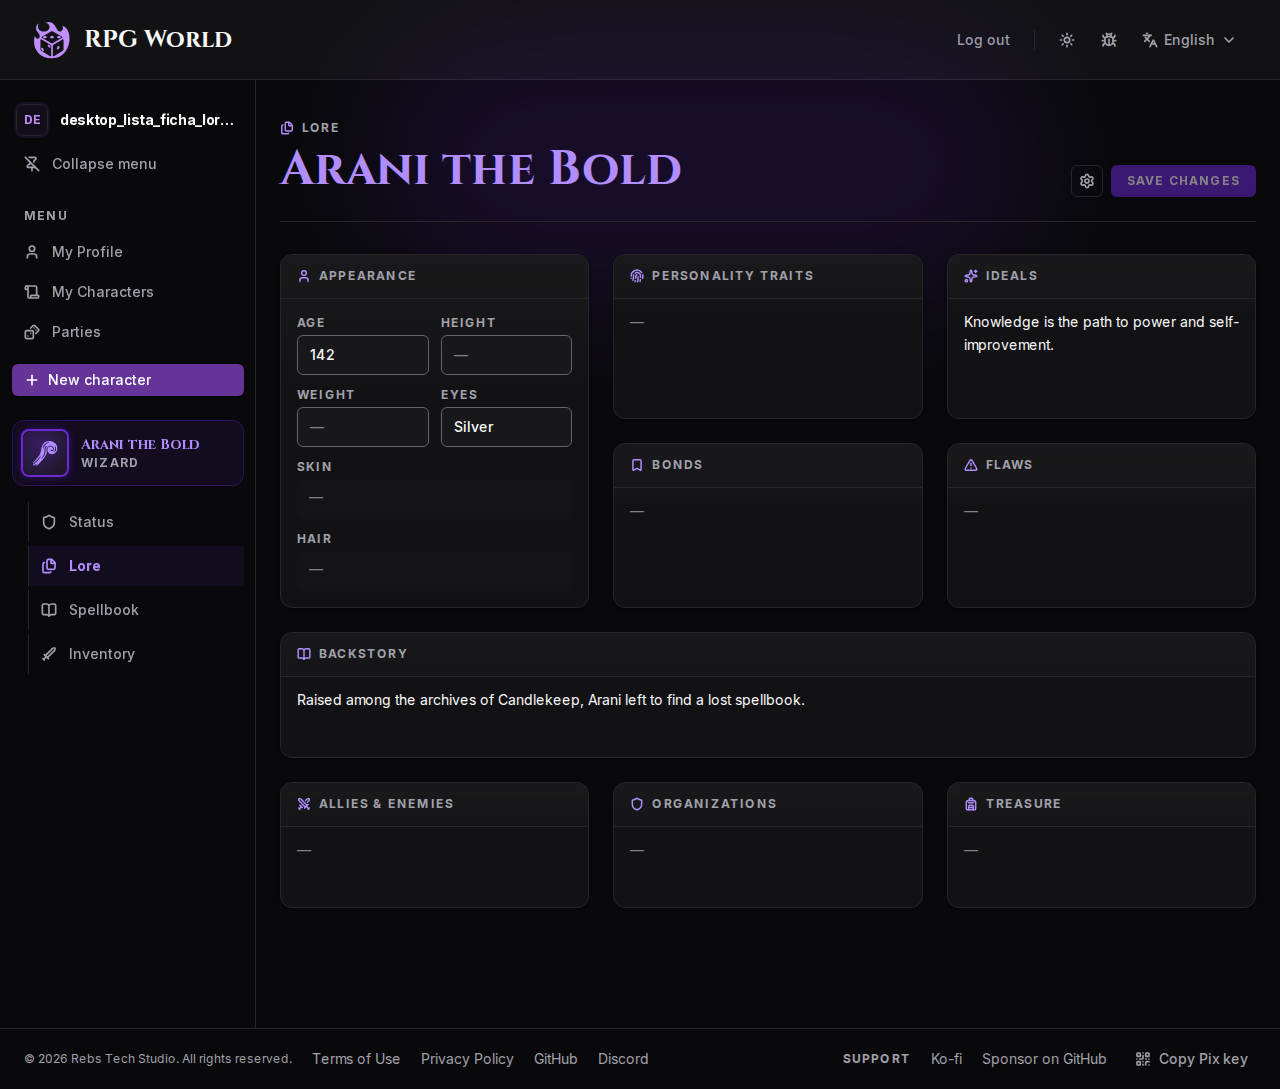 RPG World
Log out
English
DE
desktop_lista_ficha_lor...
Collapse menu
MENU
My Profile
My Characters
Parties
New character
Arani the Bold
WIZARD
Status
Lore
Spellbook
Inventory
LORE
Arani the Bold
SAVE CHANGES
APPEARANCE
AGE
HEIGHT
142
—
WEIGHT
EYES
—
Silver
SKIN
—
HAIR
—
PERSONALITY TRAITS
—
IDEALS
Knowledge is the path to power and self-
improvement.
BONDS
—
FLAWS
—
BACKSTORY
Raised among the archives of Candlekeep, Arani left to find a lost spellbook.
ALLIES & ENEMIES
—
ORGANIZATIONS
—
TREASURE
—
© 2026 Rebs Tech Studio. All rights reserved.
Terms of Use
Privacy Policy
GitHub
Discord
SUPPORT
Ko-fi
Sponsor on GitHub
Copy Pix key